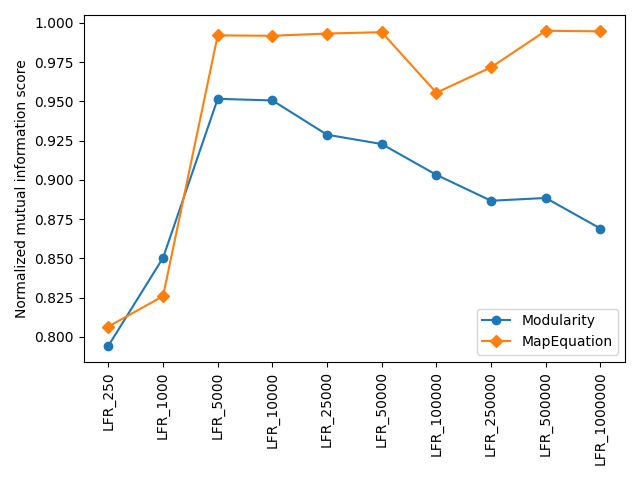 Normalized mutual information score
1.000
0.975
0.950
0.925
0.900
0.875
0.850
0.825
0.800
Modularity
MapEquation
LFR_250
LFR_1000
LFR_5000
LFR_10000
LFR_25000
LFR_50000
LFR_100000
LFR_250000
LFR_500000
LFR_1000000